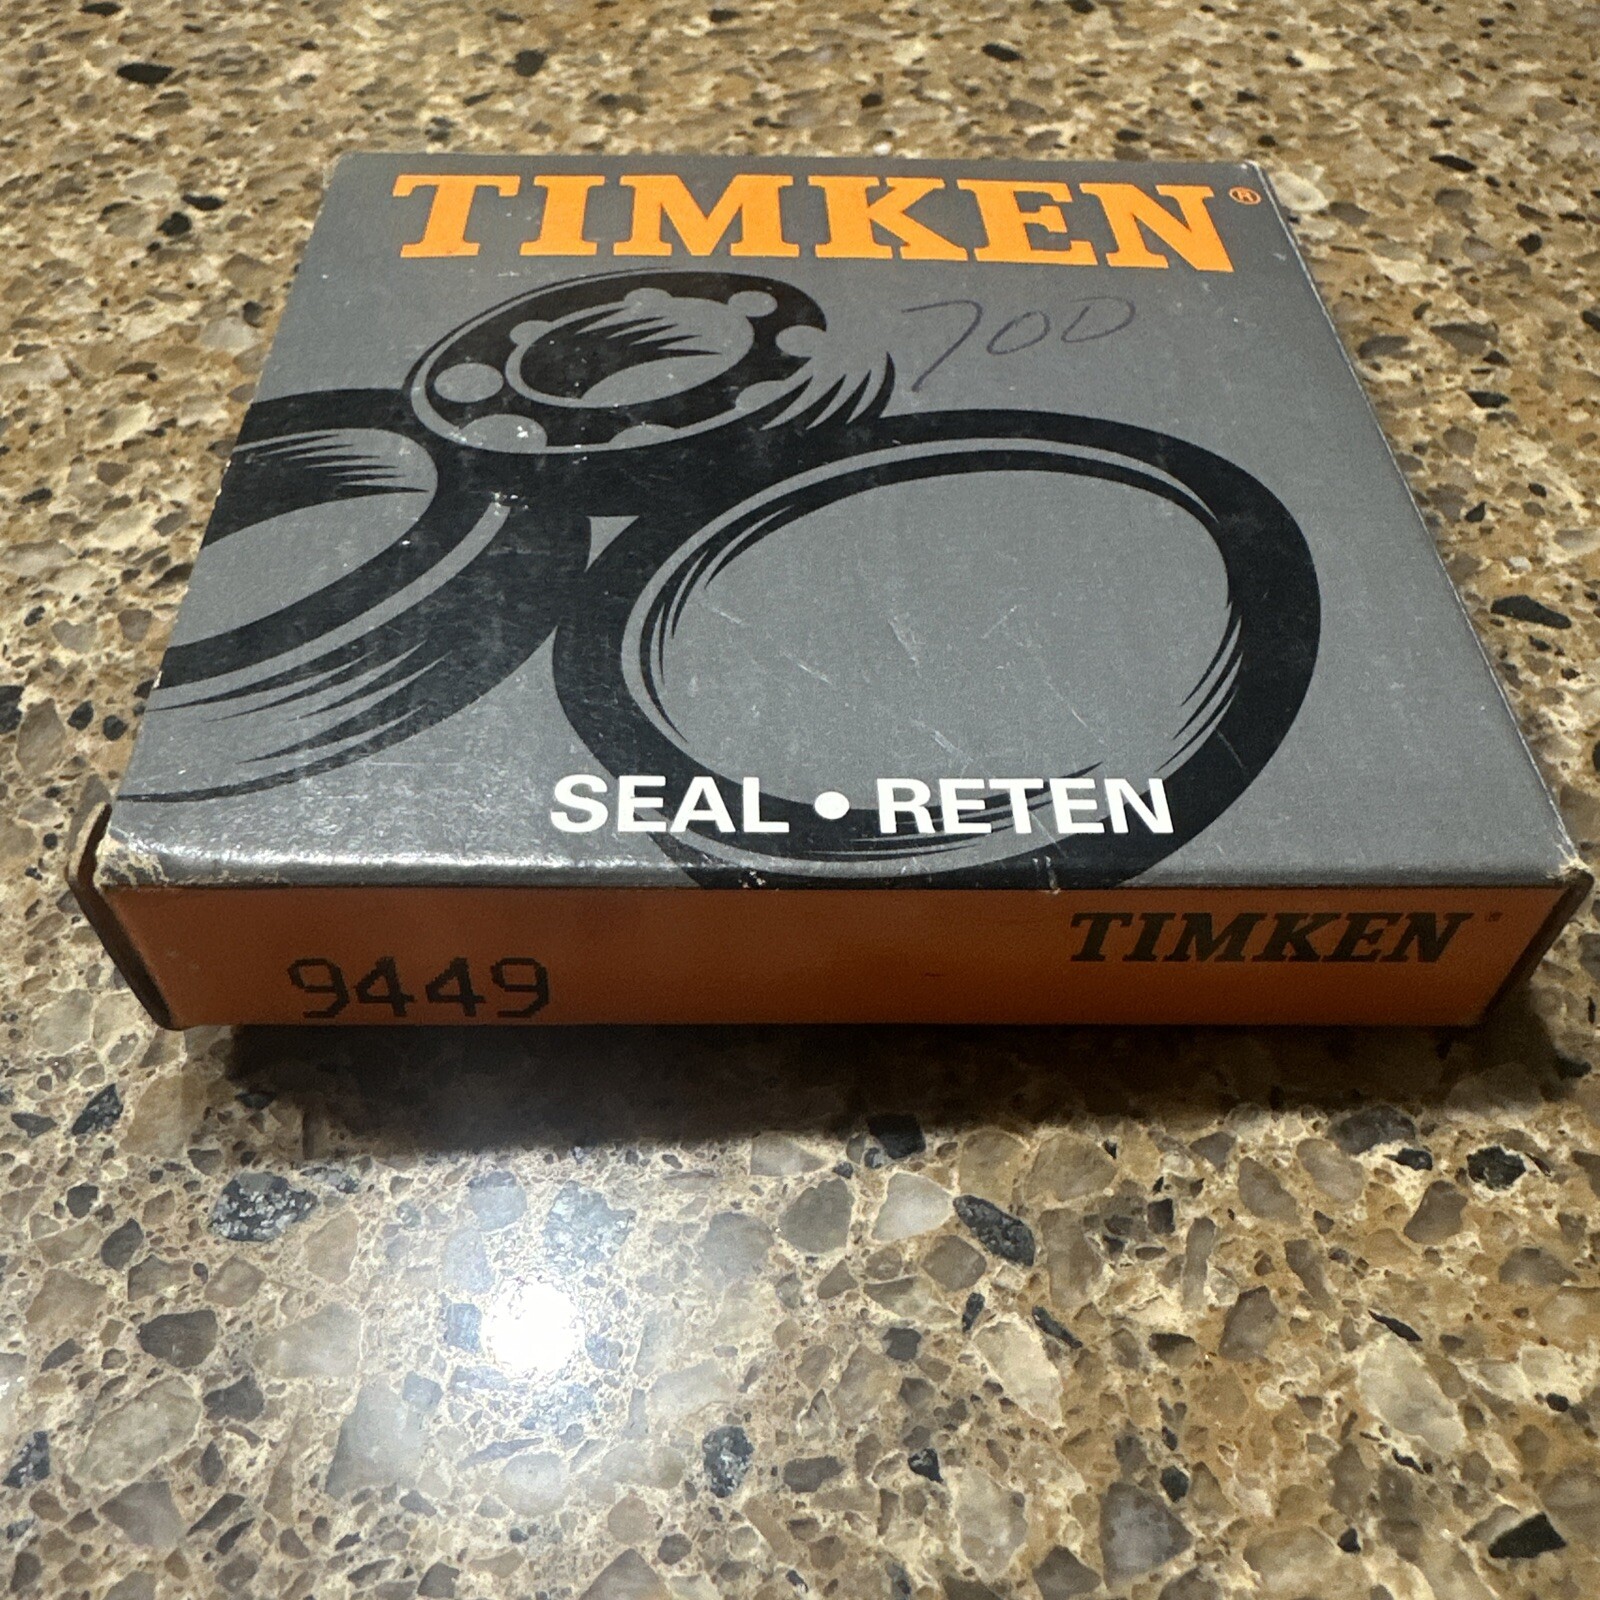 TIMKEN®
700
SEAL • RETEN
TIMKEN
9449